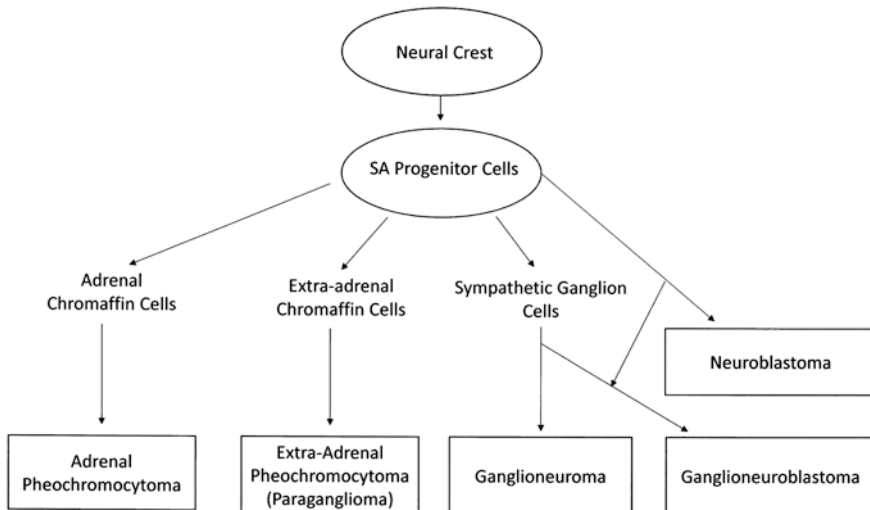 Neural Crest
SA Progenitor Cells
Adrenal
Chromaffin Cells
Extra-adrenal
Chromaffin Cells
Sympathetic Ganglion
Cells
Neuroblastoma
Adrenal
Pheochromocytoma
Extra-Adrenal
Pheochromocytoma
(Paraganglioma)
Ganglioneuroma
Ganglioneuroblastoma